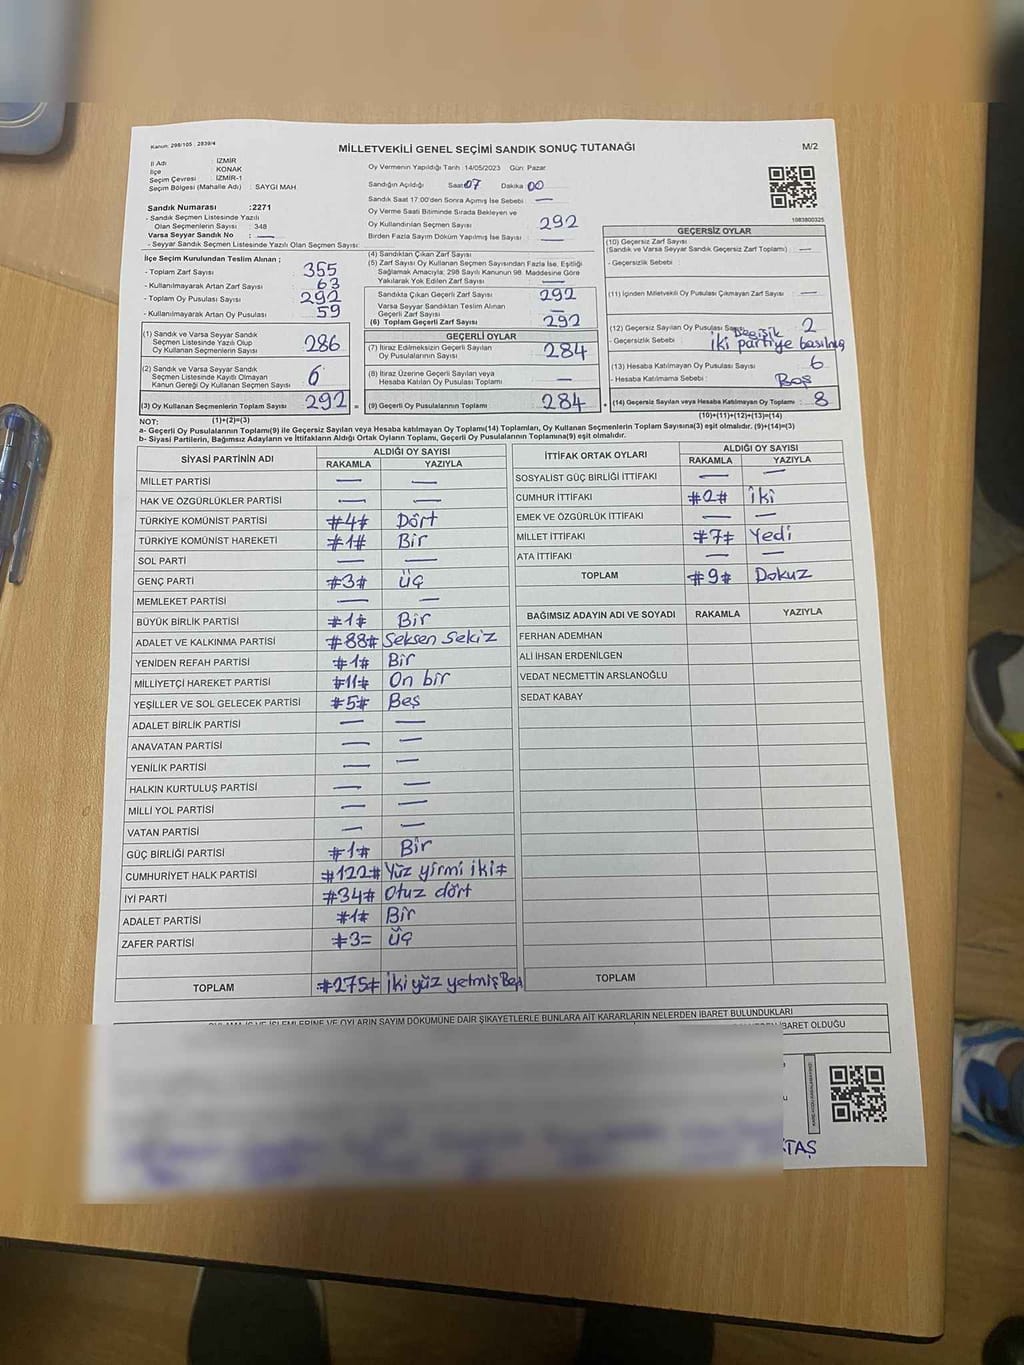 Kanun: 298/105 ; 2839/4
MİLLETVEKİLİ GENEL SEÇİMİ SANDIK SONUÇ TUTANAĞI
M/2
İl Adı : İZMİR
İlçe : KONAK
Seçim Çevresi : İZMİR-1
Seçim Bölgesi (Mahalle Adı) : SAYGI MAH
Sandık Numarası :2271
- Sandık Seçmen Listesinde Yazılı
Olan Seçmenlerin Sayısı : 348
Varsa Seyyar Sandık No : —
- Seyyar Sandık Seçmen Listesinde Yazılı Olan Seçmen Sayısı:
Oy Vermenin Yapıldığı Tarih :14/05/2023 Gün: Pazar
Sandığın Açıldığı Saat 07 Dakika 00
Sandık Saat 17:00'den Sonra Açmış İse Sebebi : —
Oy Verme Saati Bitiminde Sırada Bekleyen ve
Oy Kullandırılan Seçmen Sayısı : 292
Birden Fazla Sayım Döküm Yapılmış İse Sayısı : —
1083800325
İlçe Seçim Kurulundan Teslim Alınan ;
- Toplam Zarf Sayısı : 355
- Kullanılmayarak Artan Zarf Sayısı : 63
- Toplam Oy Pusulası Sayısı : 292
- Kullanılmayarak Artan Oy Pusulası : 59
(1) Sandık ve Varsa Seyyar Sandık
Seçmen Listesinde Yazılı Olup
Oy Kullanan Seçmenlerin Sayısı : 286
(2) Sandık ve Varsa Seyyar Sandık
Seçmen Listesinde Kayıtlı Olmayan
Kanun Gereği Oy Kullanan Seçmen Sayısı : 6
(3) Oy Kullanan Seçmenlerin Toplam Sayısı : 292
(4) Sandıktan Çıkan Zarf Sayısı
(5) Zarf Sayısı Oy Kullanan Seçmen Sayısından Fazla İse, Eşitliği
Sağlamak Amacıyla; 298 Sayılı Kanunun 98. Maddesine Göre
Yakılarak Yok Edilen Zarf Sayısı : —
Sandıkta Çıkan Geçerli Zarf Sayısı : 292
Varsa Seyyar Sandıktan Teslim Alınan
Geçerli Zarf Sayısı : —
(6) Toplam Geçerli Zarf Sayısı : 292
GEÇERLİ OYLAR
(7) İtiraz Edilmeksizin Geçerli Sayılan
Oy Pusulasının Sayısı : 284
(8) İtiraz Üzerine Geçerli Sayılan veya
Hesaba Katılan Oy Pusulası Toplamı : —
= (9) Geçerli Oy Pusulalarının Toplamı : 284
GEÇERSİZ OYLAR
(10) Geçersiz Zarf Sayısı
(Sandık ve Varsa Seyyar Sandık Geçersiz Zarf Toplamı) : —
- Geçersizlik Sebebi :
(11) İçinden Milletvekili Oy Pusulası Çıkmayan Zarf Sayısı : —
(12) Geçersiz Sayılan Oy Pusulası Sayısı : 2
- Geçersizlik Sebebi : Değişik
iki partiye basılmış
(13) Hesaba Katılmayan Oy Pusulası Sayısı : 6
- Hesaba Katılmama Sebebi : Boş
+ (14) Geçersiz Sayılan veya Hesaba Katılmayan Oy Toplamı : 8
NOT: (1)+(2)=(3)
(10)+(11)+(12)+(13)=(14)
a- Geçerli Oy Pusulalarının Toplamı(9) ile Geçersiz Sayılan veya Hesaba katılmayan Oy Toplamı(14) Toplamları, Oy Kullanan Seçmenlerin Toplam Sayısına(3) eşit olmalıdır. (9)+(14)=(3)
b- Siyasi Partilerin, Bağımsız Adayların ve İttifakların Aldığı Ortak Oyların Toplamı, Geçerli Oy Pusulalarının Toplamına(9) eşit olmalıdır.
SİYASİ PARTİNİN ADI ALDIĞI OY SAYISI
RAKAMLA YAZIYLA
MİLLET PARTİSİ — —
HAK VE ÖZGÜRLÜKLER PARTİSİ — —
TÜRKİYE KOMÜNİST PARTİSİ #4# Dört
TÜRKİYE KOMÜNİST HAREKETİ #1# Bir
SOL PARTİ — —
GENÇ PARTİ #3# üç
MEMLEKET PARTİSİ — —
BÜYÜK BİRLİK PARTİSİ #1# Bir
ADALET VE KALKINMA PARTİSİ #88# Seksen Sekiz
YENİDEN REFAH PARTİSİ #1# Bir
MİLLİYETÇİ HAREKET PARTİSİ #11# On bir
YEŞİLLER VE SOL GELECEK PARTİSİ #5# Beş
ADALET BİRLİK PARTİSİ — —
ANAVATAN PARTİSİ — —
YENİLİK PARTİSİ — —
HALKIN KURTULUŞ PARTİSİ — —
MİLLİ YOL PARTİSİ — —
VATAN PARTİSİ — —
GÜÇ BİRLİĞİ PARTİSİ #1# Bir
CUMHURİYET HALK PARTİSİ #122# Yüz yirmi iki#
İYİ PARTİ #34# Otuz dört
ADALET PARTİSİ #1# Bir
ZAFER PARTİSİ #3= üç
TOPLAM #275# iki yüz yetmiş Beş
İTTİFAK ORTAK OYLARI ALDIĞI OY SAYISI
RAKAMLA YAZIYLA
SOSYALİST GÜÇ BİRLİĞİ İTTİFAKI — —
CUMHUR İTTİFAKI #2# iki
EMEK VE ÖZGÜRLÜK İTTİFAKI — —
MİLLET İTTİFAKI #7# Yedi
ATA İTTİFAKI — —
TOPLAM #9# Dokuz
BAĞIMSIZ ADAYIN ADI VE SOYADI RAKAMLA YAZIYLA
FERHAN ADEMHAN
ALİ İHSAN ERDENİLGEN
VEDAT NECMETTİN ARSLANOĞLU
SEDAT KABAY
TOPLAM
OYLAMA İŞ VE İŞLEMLERİNE VE OYLARIN SAYIM DÖKÜMÜNE DAİR ŞİKAYETLERLE BUNLARA AİT KARARLARIN NELERDEN İBARET BULUNDUKLARI
İBARET OLDUĞU
KTAŞ